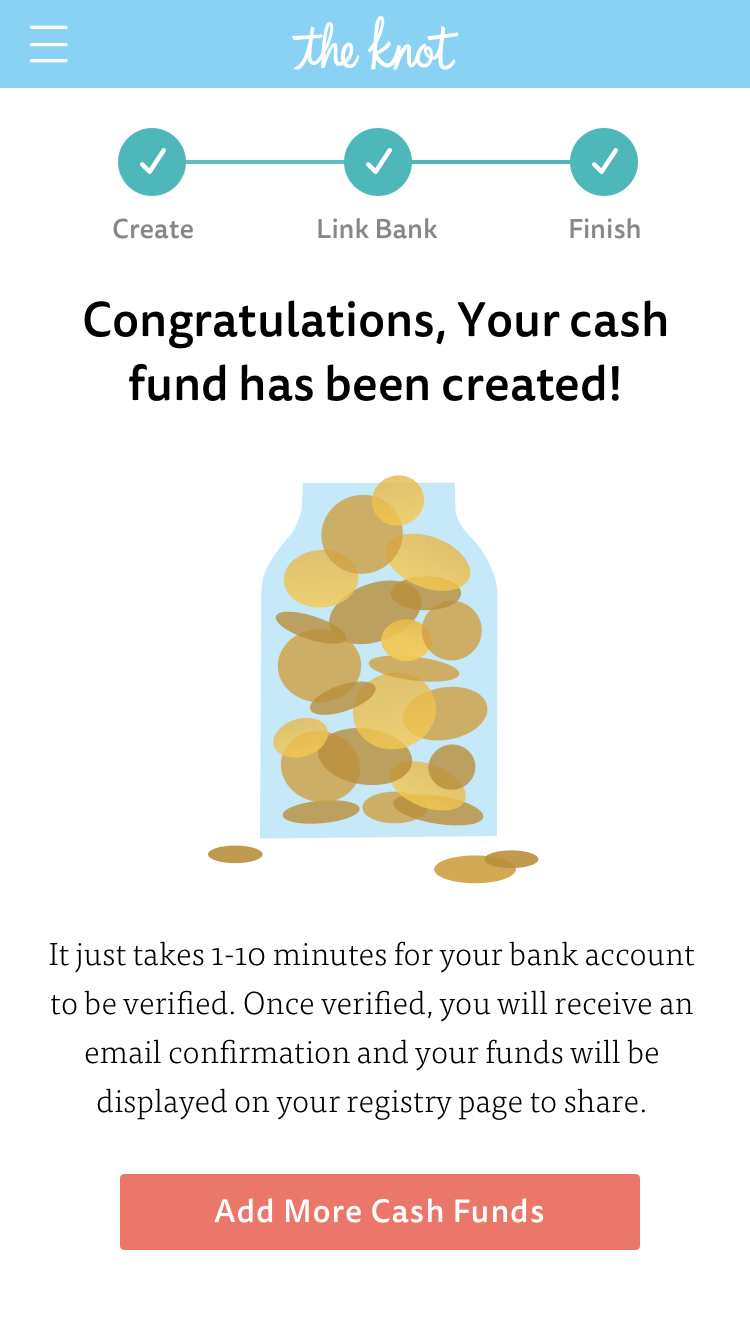 the knot
Create
Link Bank
Finish
Congratulations, Your cash
fund has been created!
It just takes 1-10 minutes for your bank account
to be verified. Once verified, you will receive an
email confirmation and your funds will be
displayed on your registry page to share.
Add More Cash Funds